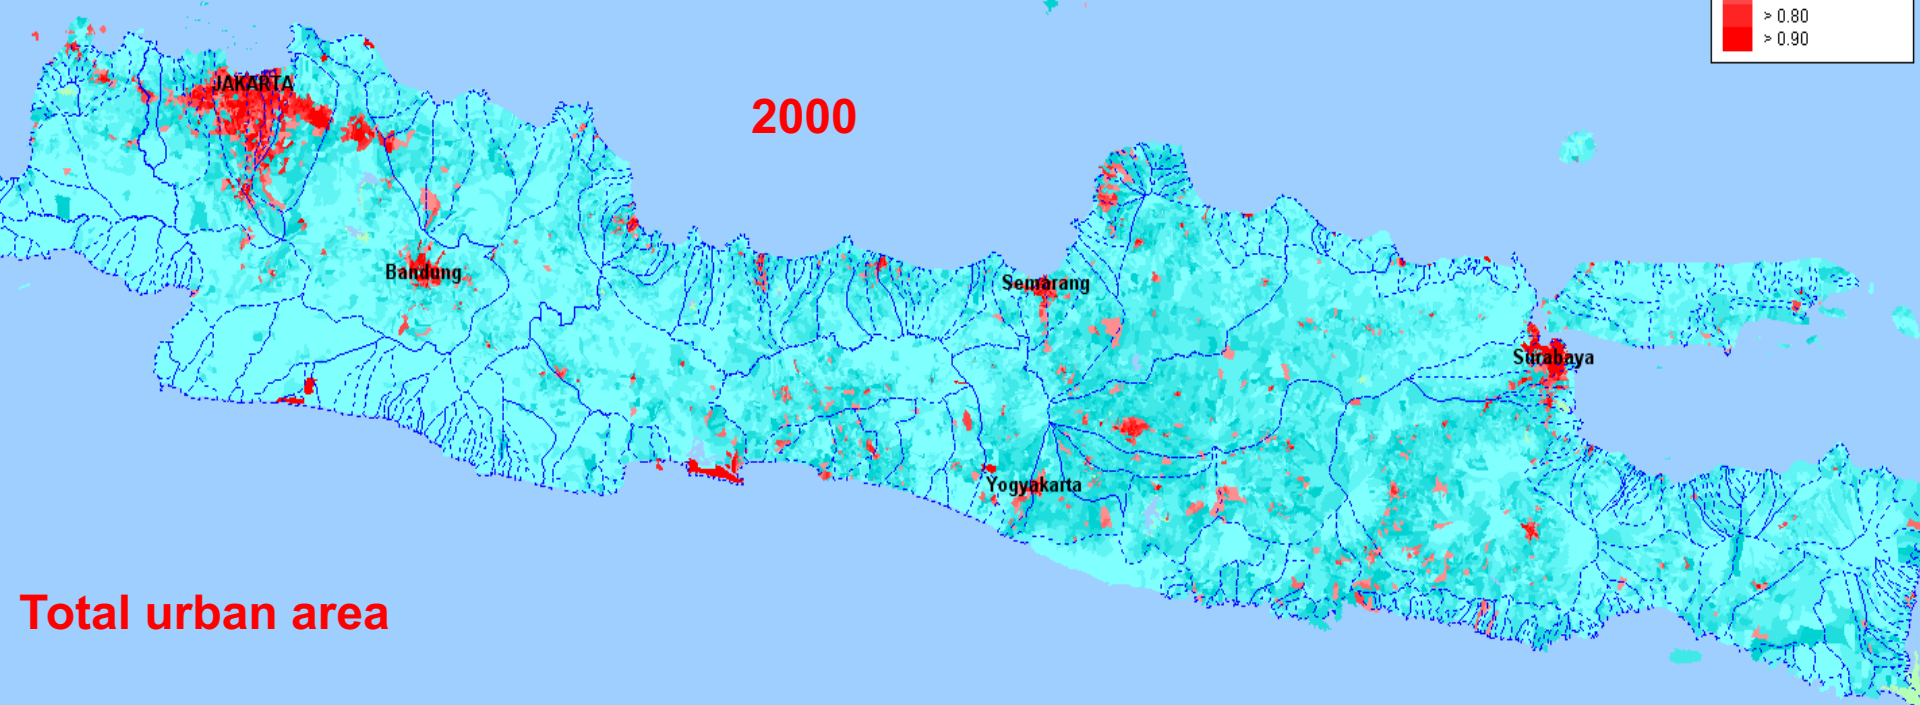 > 0.80
> 0.90
JAKARTA
2000
Bandung
Semarang
Surabaya
Yogyakarta
Total urban area